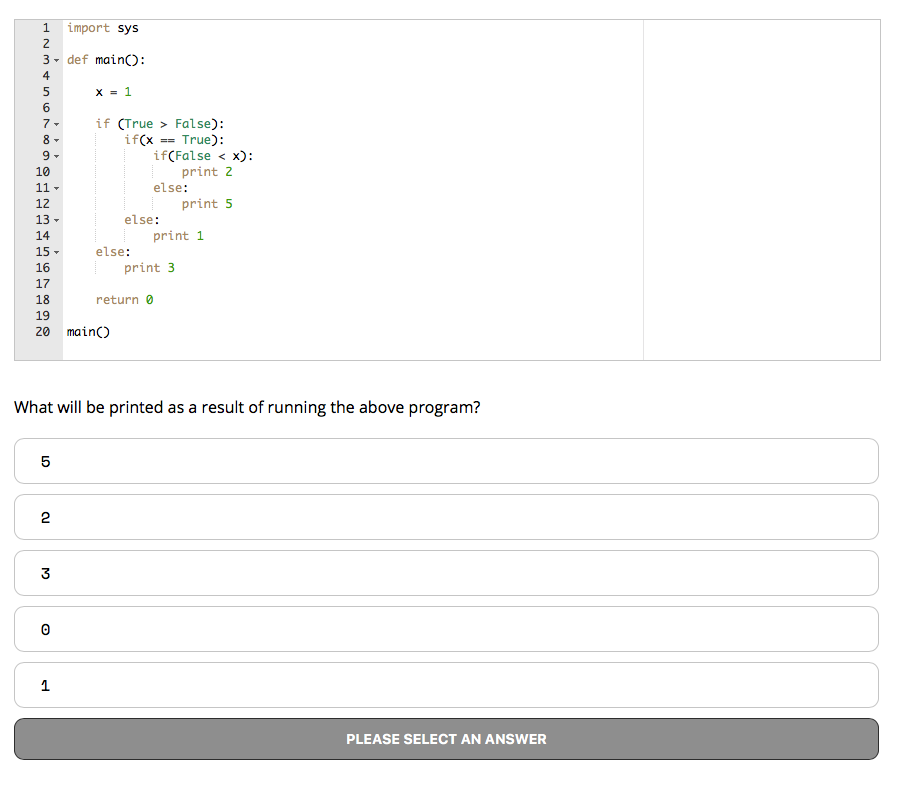 1 import sys
2
3 def main():
4
5     x = 1
6
7     if (True > False):
8         if(x == True):
9             if(False < x):
10                 print 2
11             else:
12                 print 5
13         else:
14             print 1
15     else:
16         print 3
17
18     return 0
19
20 main()
What will be printed as a result of running the above program?
5
2
3
0
1
PLEASE SELECT AN ANSWER